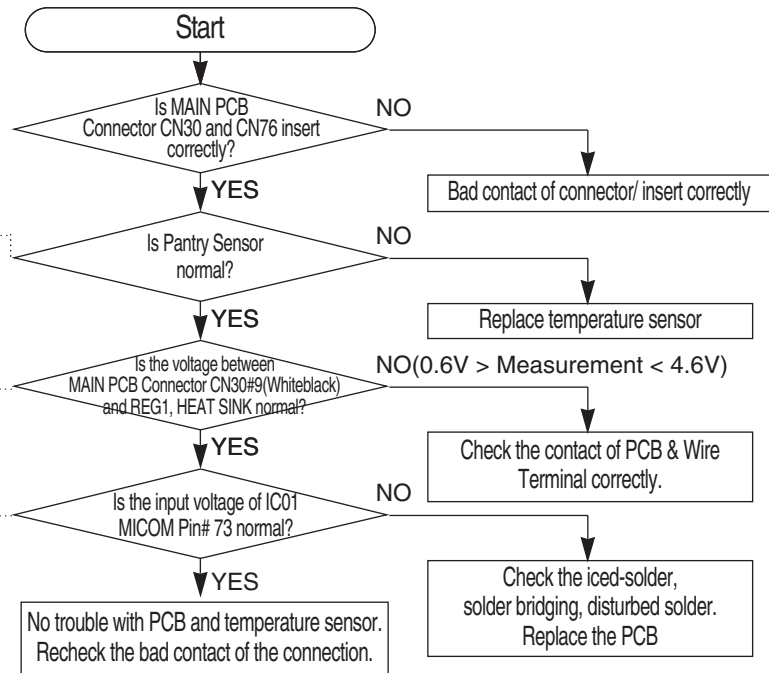 Start
Is MAIN PCB
Connector CN30 and CN76 insert
correctly?
NO
Bad contact of connector/ insert correctly
YES
Is Pantry Sensor
normal?
NO
Replace temperature sensor
YES
Is the voltage between
MAIN PCB Connector CN30#9(Whiteblack)
and REG1, HEAT SINK normal?
NO(0.6V > Measurement < 4.6V)
Check the contact of PCB & Wire
Terminal correctly.
YES
Is the input voltage of IC01
MICOM Pin# 73 normal?
NO
Check the iced-solder,
solder bridging, disturbed solder.
Replace the PCB
YES
No trouble with PCB and temperature sensor.
Recheck the bad contact of the connection.